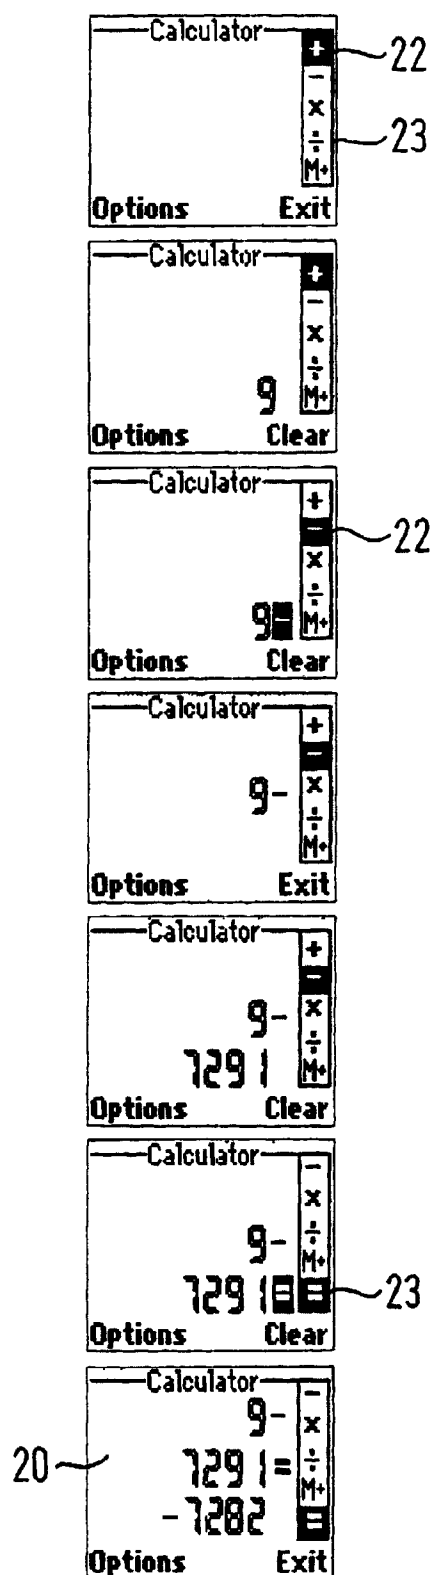 Calculator
+ 22
−
×
÷ 23
M+
Options Exit
Calculator
+
−
×
÷
9 M+
Options Clear
Calculator
+
− 22
×
÷
9− M+
Options Clear
Calculator
+
−
9− ×
÷
M+
Options Exit
Calculator
+
−
9− ×
÷
7291 M+
Options Clear
Calculator
−
×
9− ÷
M+
7291= = 23
Options Clear
Calculator
9− −
×
20 7291= ÷
M+
-7282 =
Options Exit